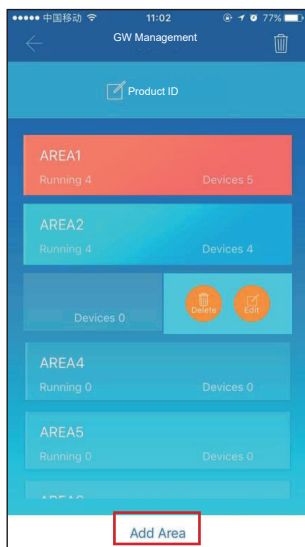 中国移动 11:02 77%
GW Management
Product ID
AREA1
Running 4 Devices 5
AREA2
Running 4 Devices 4
Devices 0 Delete Edit
AREA4
Running 0 Devices 0
AREA5
Running 0 Devices 0
Add Area